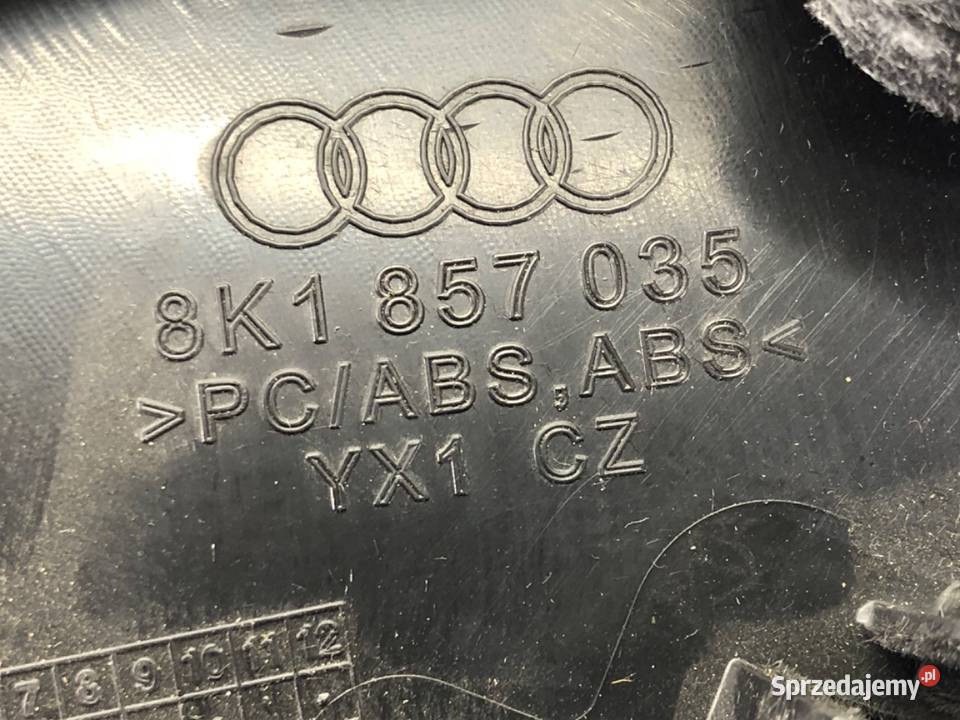 8K1 857 035
>PC/ABS,ABS<
YX1 CZ
7 8 9 10 11 12
Sprzedajemy.pl